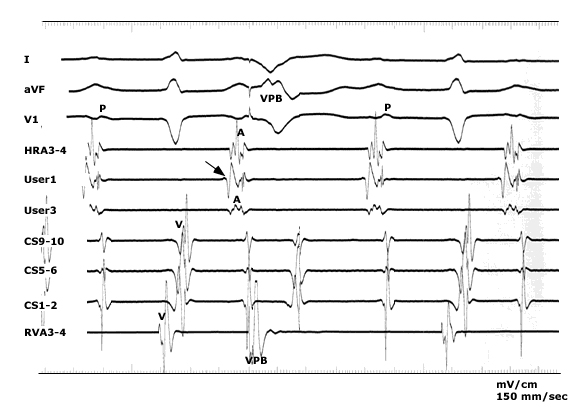 I
aVF
VPB
P
P
V1
A
HRA3-4
User1
A
User3
V
CS9-10
CS5-6
CS1-2
V
RVA3-4
VPB
mV/cm
150 mm/sec